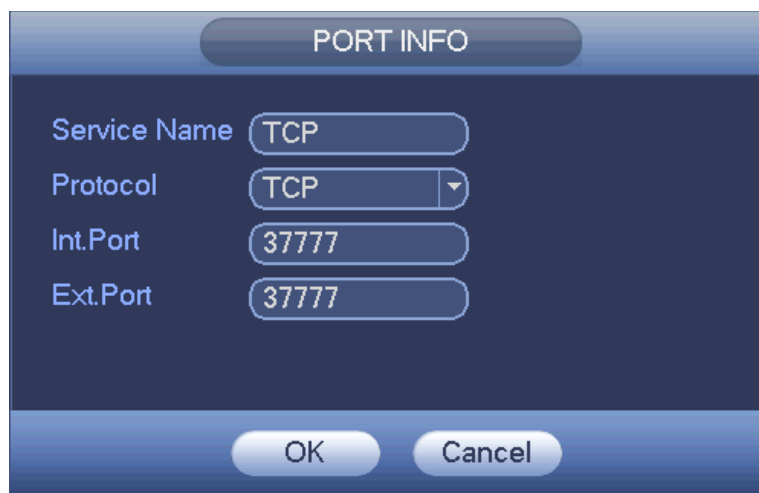 PORT INFO
Service Name TCP
Protocol TCP
Int.Port 37777
Ext.Port 37777
OK Cancel